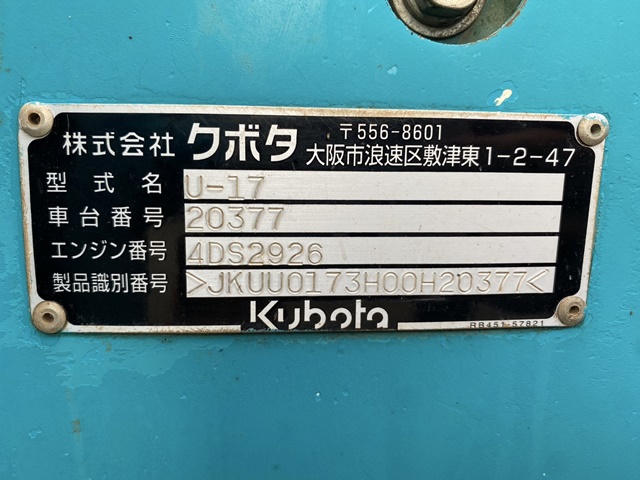 株式会社 クボタ 〒556-8601
大阪市浪速区敷津東1-2-47
型式名 U-17
車台番号 20377
エンジン番号 4DS2926
製品識別番号 >JKUU0173H00H20377<
Kubota
RB451-57821